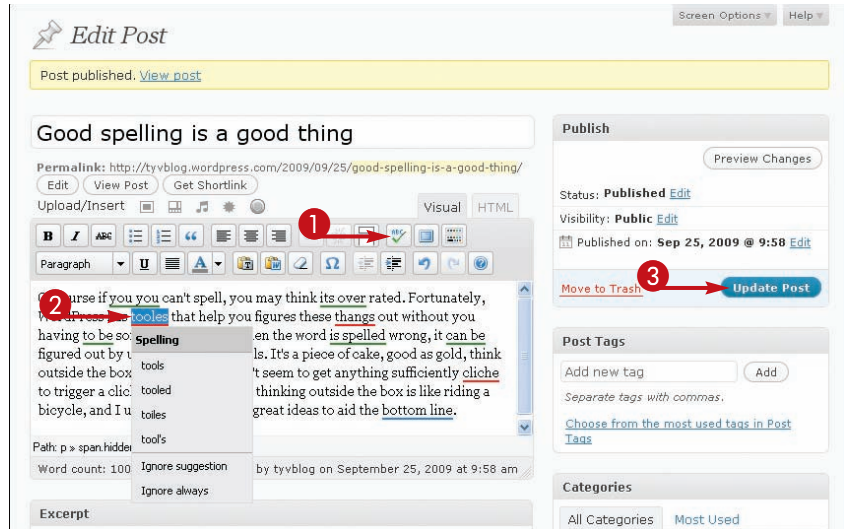 Screen Options Help
Edit Post
Post published. View post
Good spelling is a good thing
Permalink: http://tyvblog.wordpress.com/2009/09/25/good-spelling-is-a-good-thing/
Edit View Post Get Shortlink
Upload/Insert Visual HTML
1
B I ABC ABC
Paragraph U A Ω
urse if you you can't spell, you may think its over rated. Fortunately,
2 tooles that help you figures these thangs out without you
having to be so en the word is spelled wrong, it can be
figured out by u ls. It's a piece of cake, good as gold, think
outside the box 't seem to get anything sufficiently cliche
to trigger a clic thinking outside the box is like riding a
bicycle, and I u great ideas to aid the bottom line.
Spelling
tools
tooled
toiles
tool's
Ignore suggestion
Ignore always
Path: p » span.hidden
Word count: 100 by tyvblog on September 25, 2009 at 9:58 am
Excerpt
Publish
Preview Changes
Status: Published Edit
Visibility: Public Edit
Published on: Sep 25, 2009 @ 9:58 Edit
3
Move to Trash Update Post
Post Tags
Add new tag Add
Separate tags with commas.
Choose from the most used tags in Post
Tags
Categories
All Categories Most Used